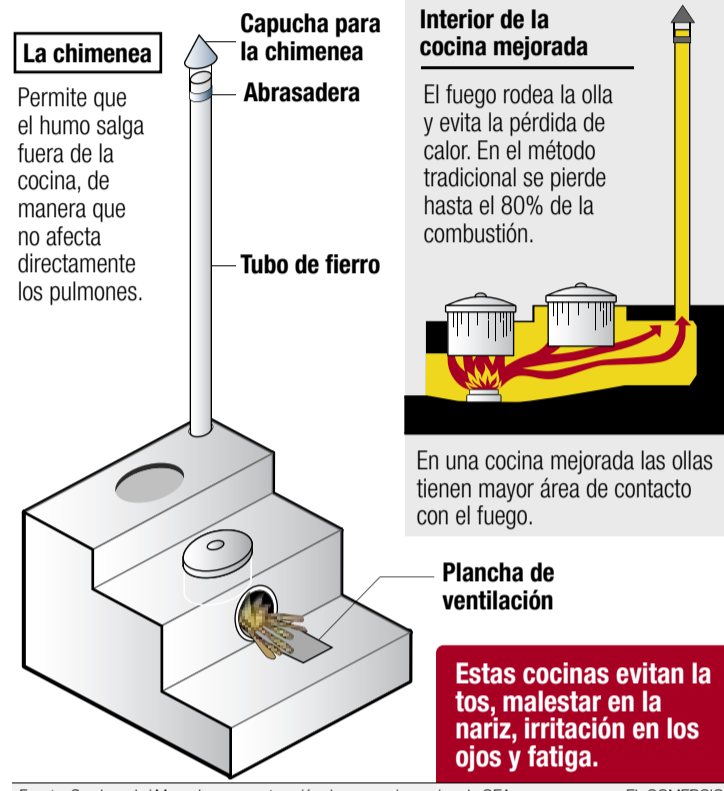 La chimenea
Permite que
el humo salga
fuera de la
cocina, de
manera que
no afecta
directamente
los pulmones.
Capucha para
la chimenea
Abrasadera
Tubo de fierro
Plancha de
ventilación
Interior de la
cocina mejorada
El fuego rodea la olla
y evita la pérdida de
calor. En el método
tradicional se pierde
hasta el 80% de la
combustión.
En una cocina mejorada las ollas
tienen mayor área de contacto
con el fuego.
Estas cocinas evitan la
tos, malestar en la
nariz, irritación en los
ojos y fatiga.
EL COMERCIO